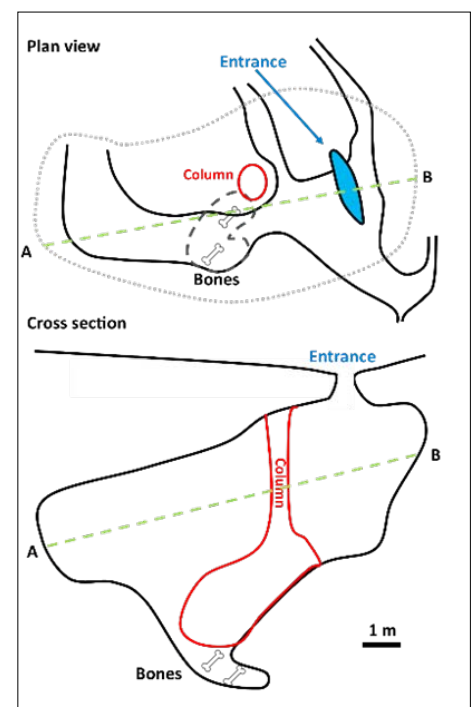 Plan view
Entrance
Column
B
A
Bones
Cross section
Entrance
Column
B
A
1 m
Bones